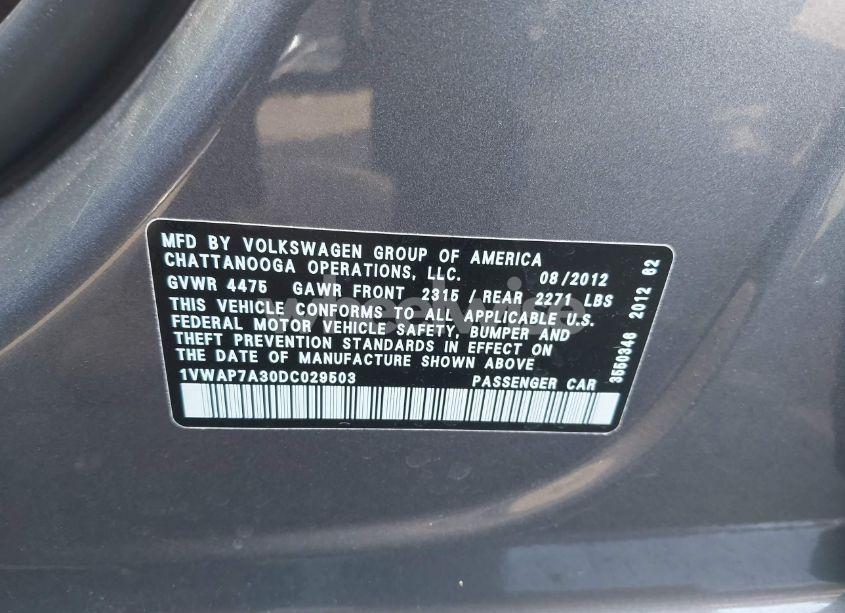 MFD BY VOLKSWAGEN GROUP OF AMERICA
CHATTANOOGA OPERATIONS, LLC. 08/2012
GVWR 4475 GAWR FRONT 2315 / REAR 2271 LBS
THIS VEHICLE CONFORMS TO ALL APPLICABLE U.S.
FEDERAL MOTOR VEHICLE SAFETY, BUMPER AND
THEFT PREVENTION STANDARDS IN EFFECT ON
THE DATE OF MANUFACTURE SHOWN ABOVE
1VWAP7A30DC029503 PASSENGER CAR
3550346 2012 82